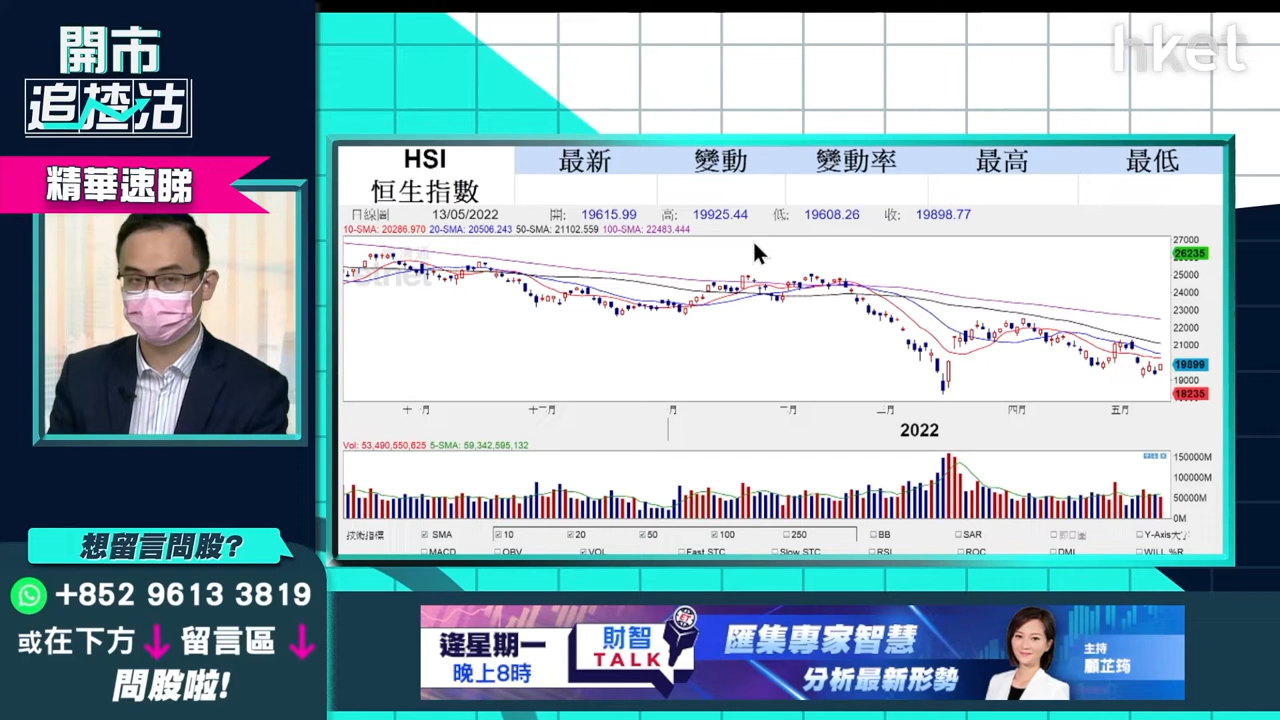 開市
追揸沽
精華速睇
hket
HSI
恒生指數
最新 變動 變動率 最高 最低
日線圖 13/05/2022 開: 19615.99 高: 19925.44 低: 19608.26 收: 19898.77
10-SMA: 20286.970 20-SMA: 20506.243 50-SMA: 21102.559 100-SMA: 22483.444
27000
26235
25000
24000
23000
22000
21000
19899
19000
18235
十一月 十二月 月 二月 三月 四月 五月
2022
Vol: 53,490,550,625 5-SMA: 59,342,595,132
150000M
100000M
50000M
0M
技術指標 SMA 10 20 50 100 250 BB SAR Y-Axis大
MACD OBV VOL Fast STC Slow STC RSI ROC DMI WILL %R
想留言問股?
+852 9613 3819
或在下方 留言區
問股啦!
逢星期一
晚上8時
財智
TALK
匯集專家智慧
分析最新形勢
主持
顧芷筠